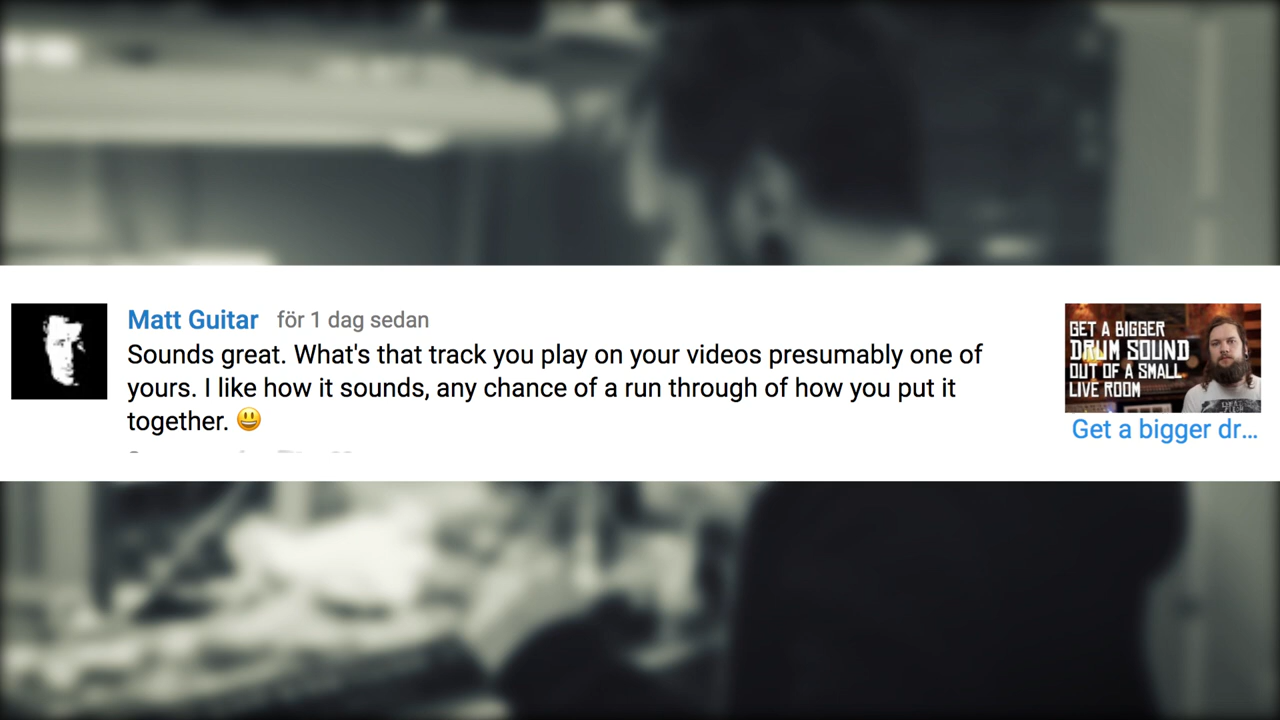 Matt Guitar för 1 dag sedan
Sounds great. What's that track you play on your videos presumably one of
yours. I like how it sounds, any chance of a run through of how you put it
together. 😃
GET A BIGGER
DRUM SOUND
OUT OF A SMALL
LIVE ROOM
Get a bigger dr...